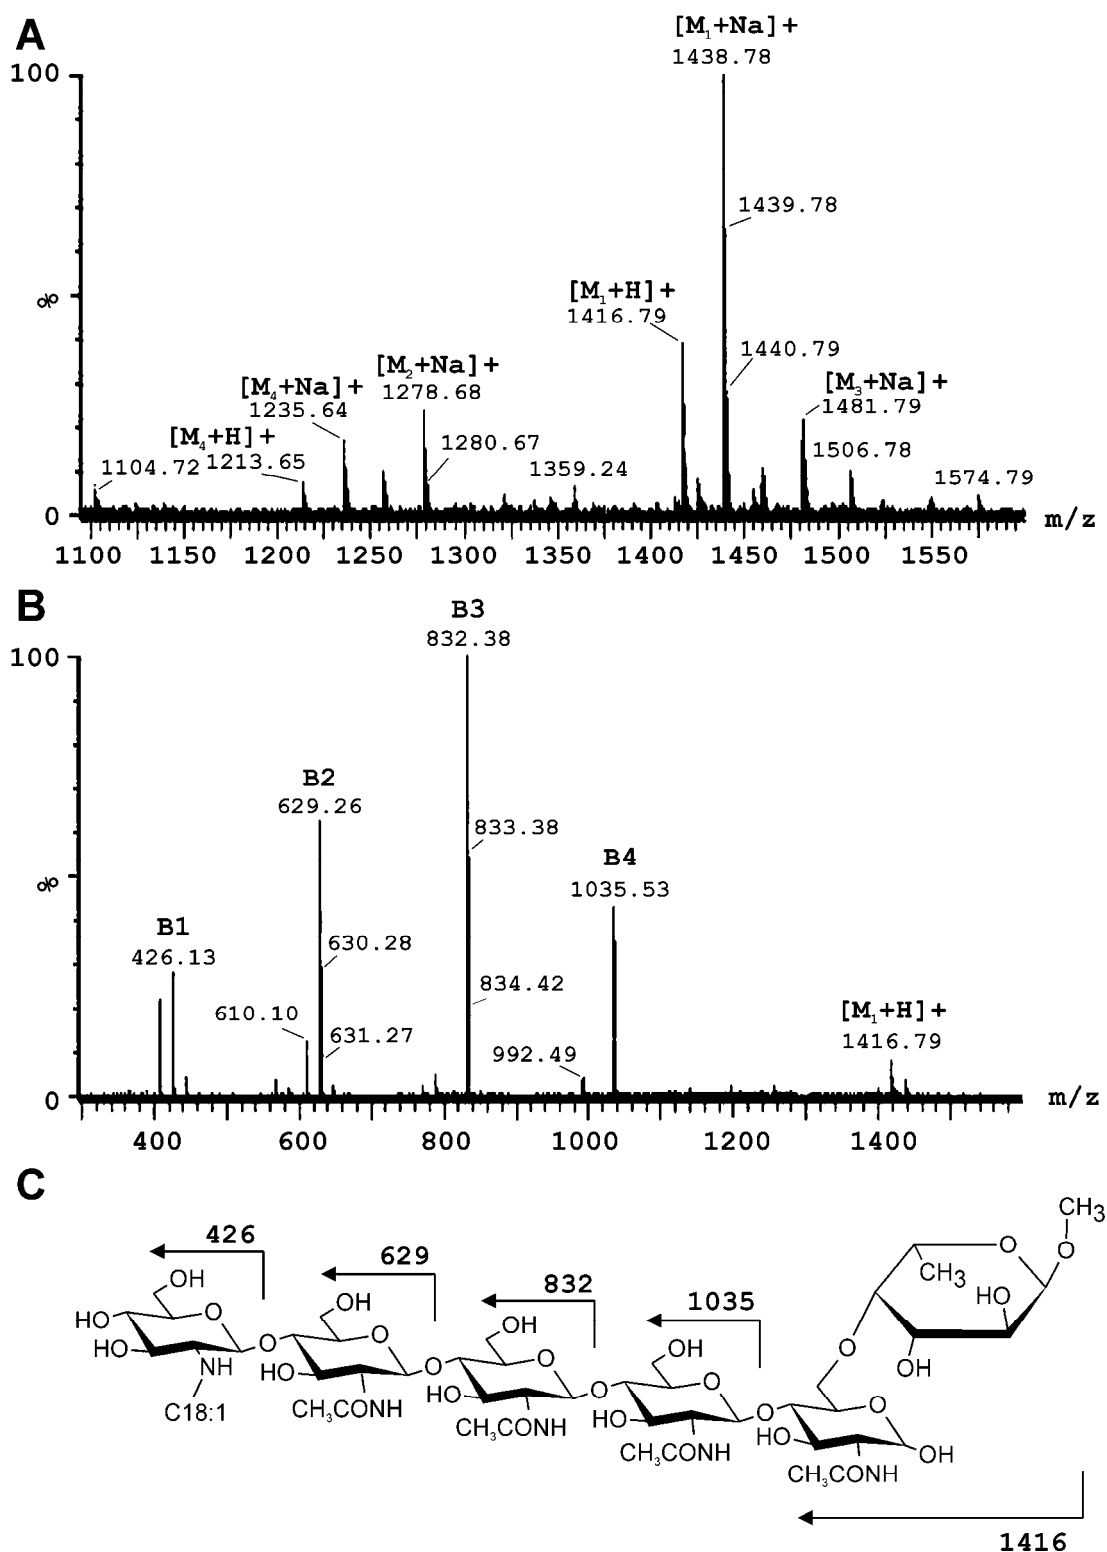 A
[M₁+Na]+
1438.78
100
1439.78
[M₁+H]+
1416.79
%
1440.79
[M₂+Na]+
1278.68
[M₃+Na]+
1481.79
[M₄+Na]+
1235.64
[M₄+H]+
1213.65
1104.72
1280.67
1359.24
1506.78
1574.79
0
m/z
1100 1150 1200 1250 1300 1350 1400 1450 1500 1550
B
B3
832.38
100
B2
629.26
833.38
%
B4
1035.53
B1
426.13
630.28
834.42
610.10
631.27
[M₁+H]+
1416.79
992.49
0
m/z
400 600 800 1000 1200 1400
C
426
629
832
1035
CH3
O
O
CH3
HO
OH
O
OH
O
HO
HO
NH
C18:1
O
OH
O
HO
CH₃CONH
O
OH
O
HO
CH₃CONH
O
OH
O
HO
CH₃CONH
O
O
HO
OH
CH₃CONH
1416